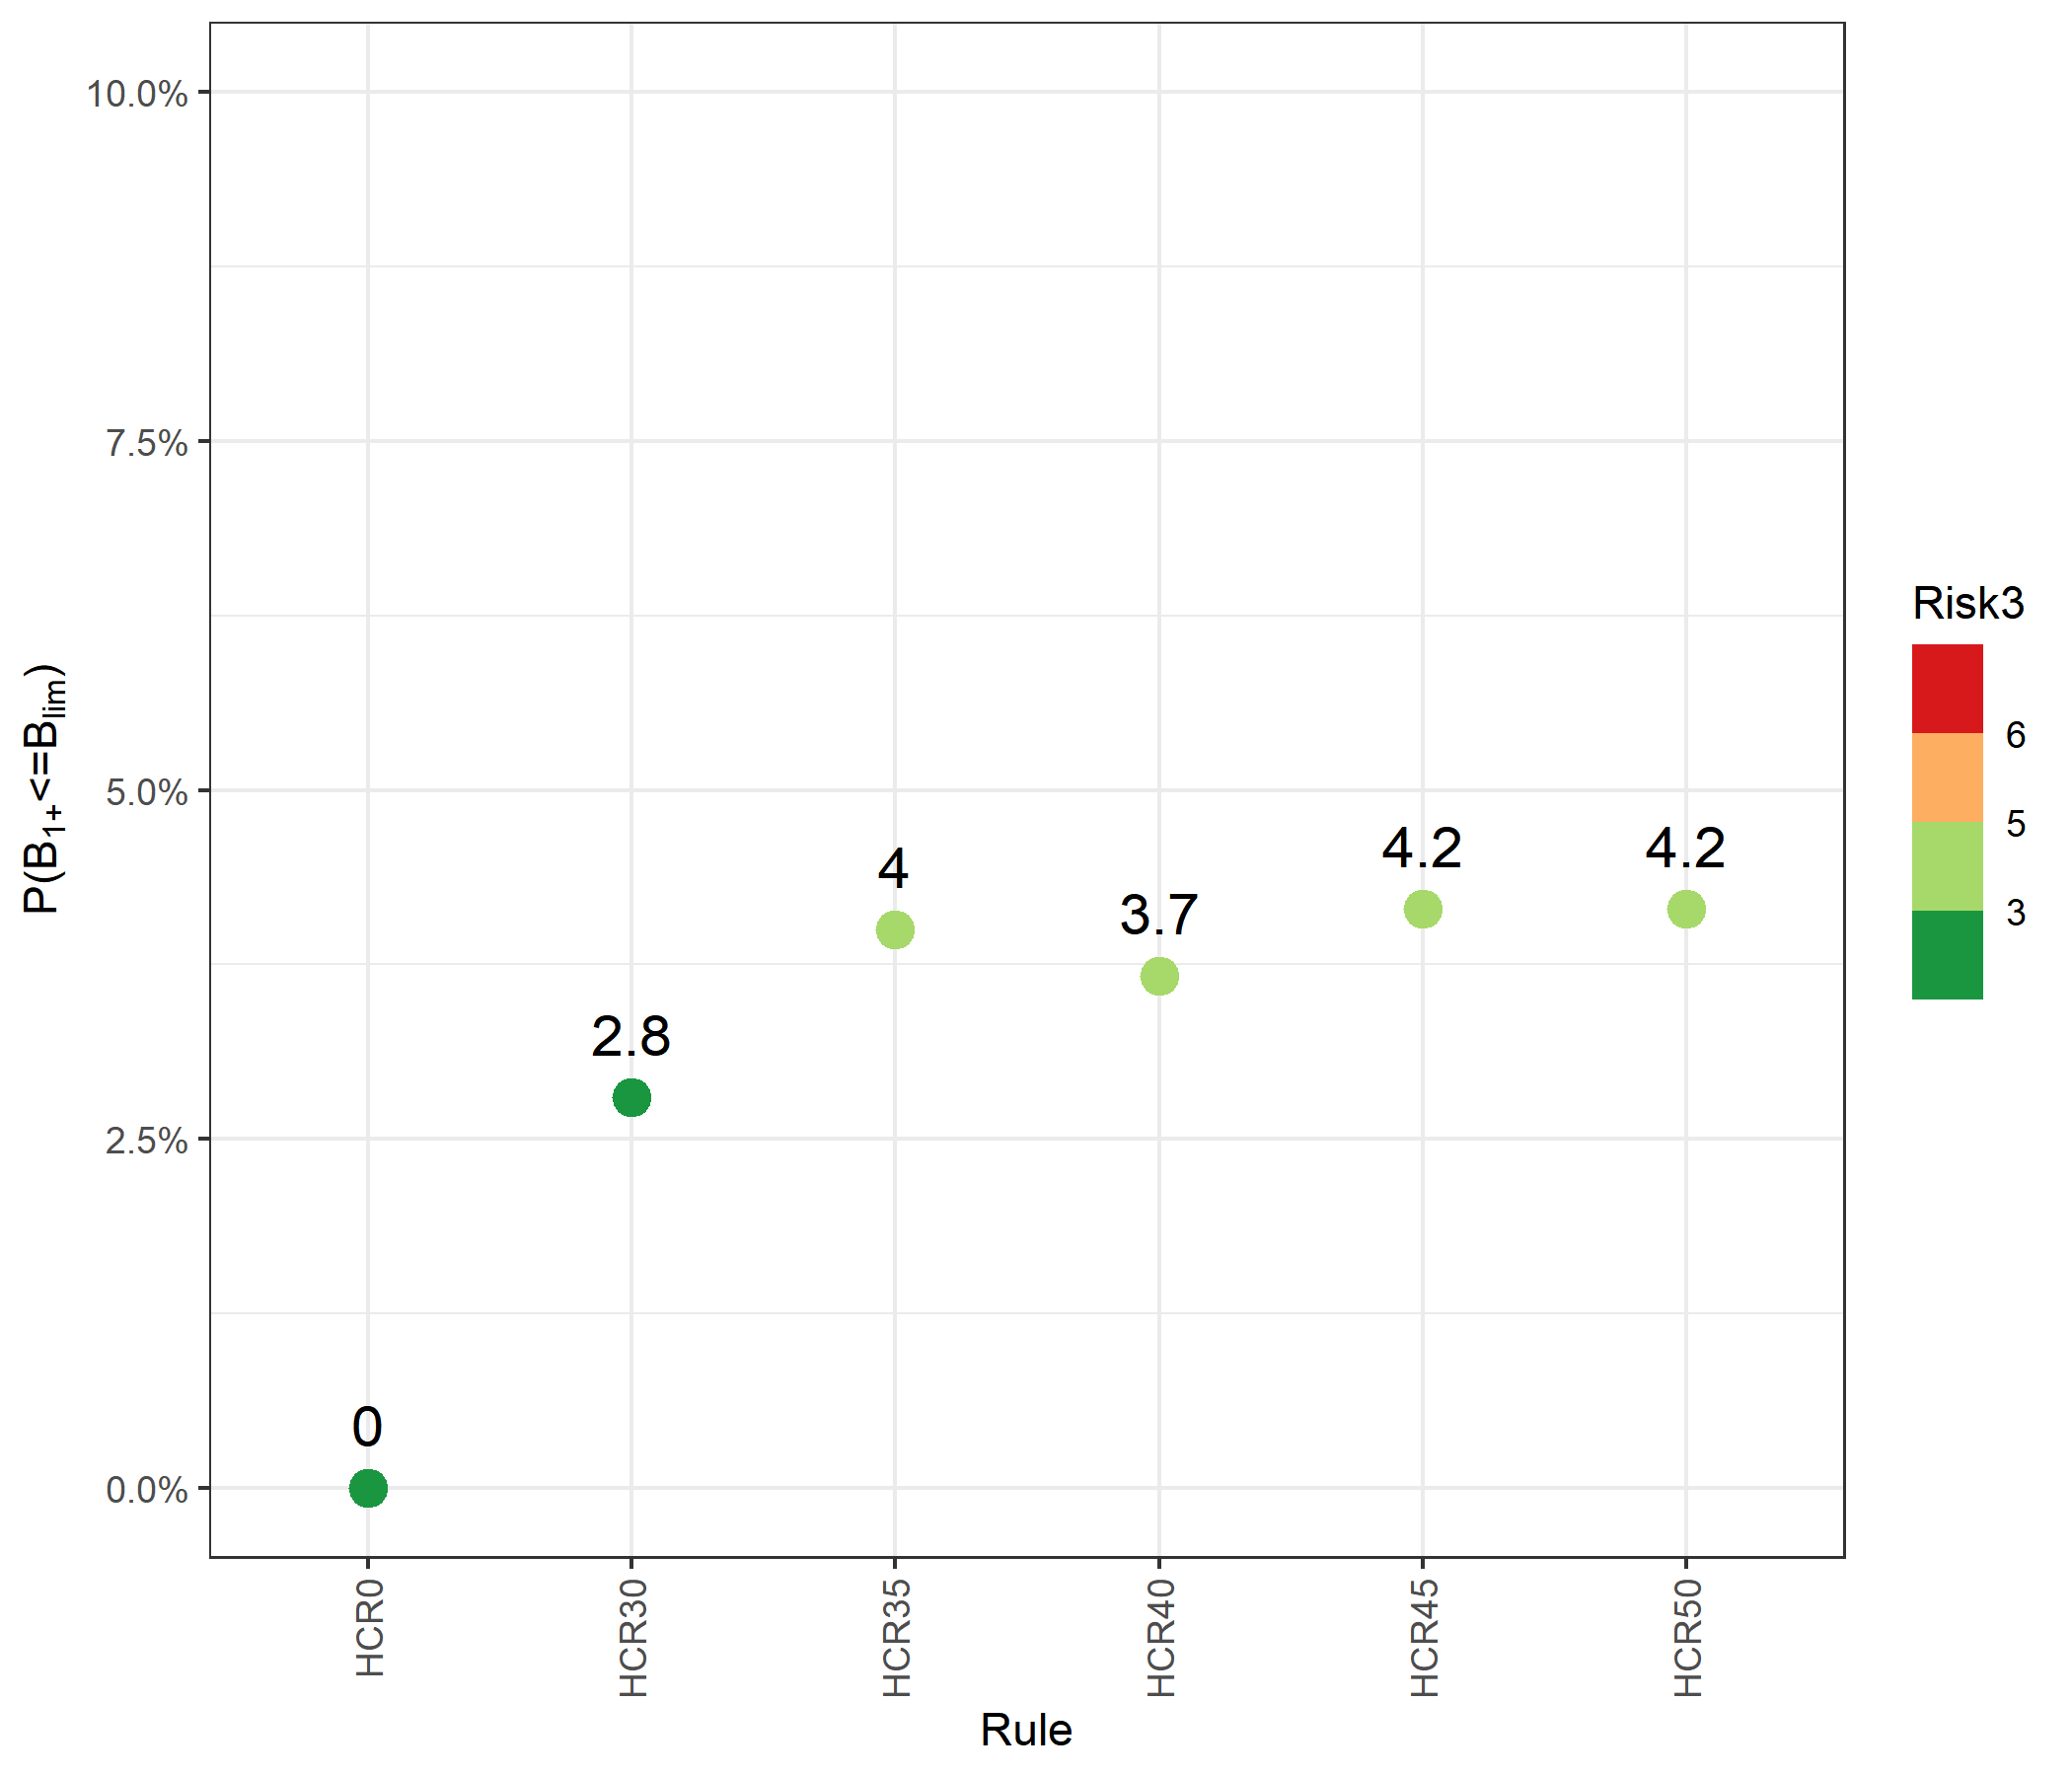 10.0%
7.5%
5.0%
2.5%
0.0%
P(B1+<=Blim)
0
2.8
4
3.7
4.2
4.2
HCR0
HCR30
HCR35
HCR40
HCR45
HCR50
Rule
Risk3
6
5
3